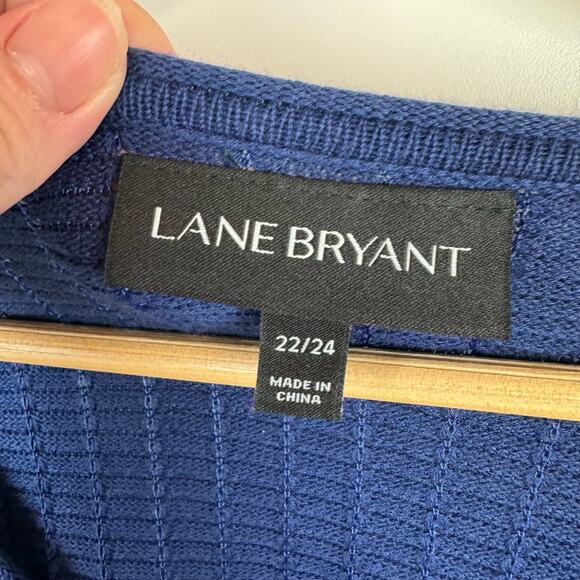 LANE BRYANT
22/24
MADE IN
CHINA